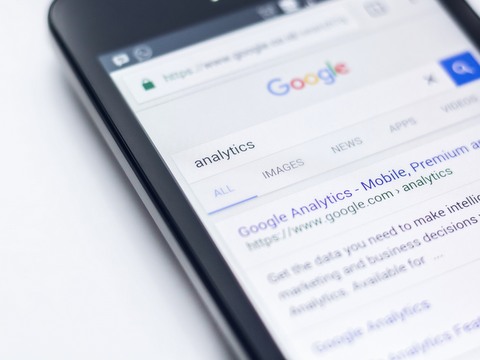 https://www.google.co.uk/search?q
Google
analytics
ALL IMAGES NEWS APPS VIDEOS
Google Analytics - Mobile, Premium a
https://www.google.com › analytics
Get the data you need to make intelli
marketing and business decisions
Analytics. Available for ...
Google Analytics
Analytics